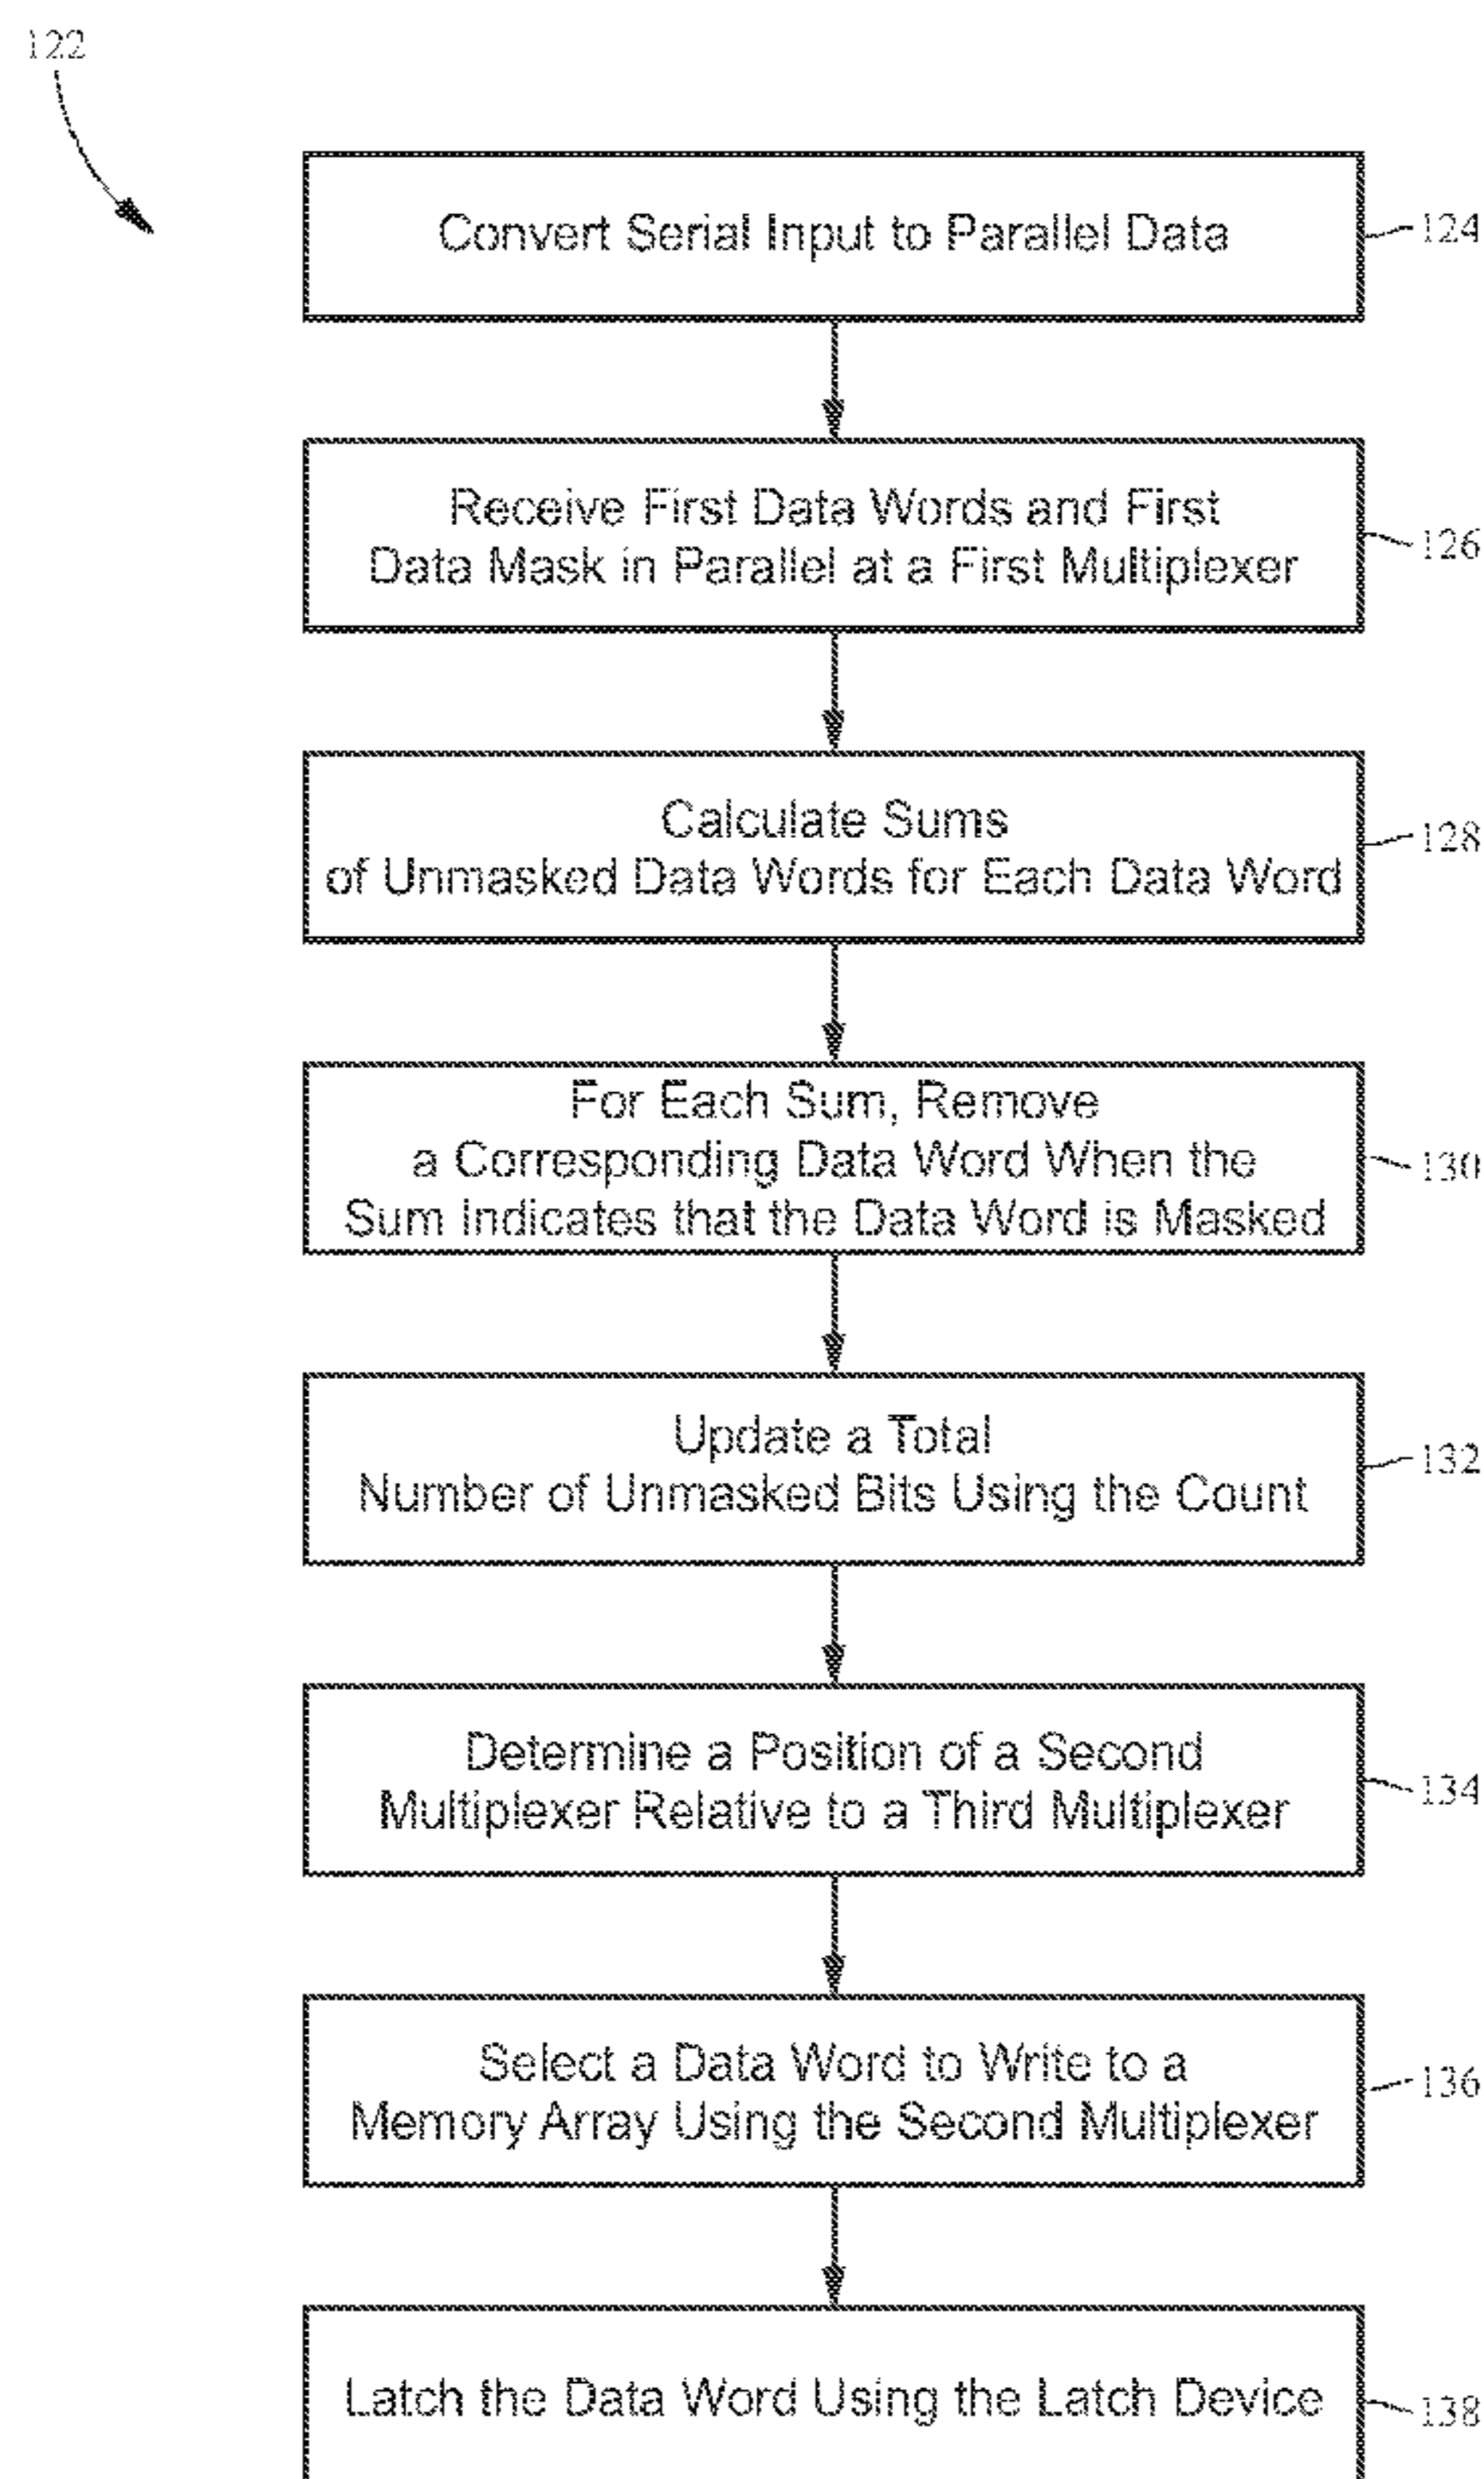 122
Convert Serial Input to Parallel Data
124
Receive First Data Words and First
Data Mask in Parallel at a First Multiplexer
126
Calculate Sums
of Unmasked Data Words for Each Data Word
128
For Each Sum, Remove
a Corresponding Data Word When the
Sum Indicates that the Data Word is Masked
130
Update a Total
Number of Unmasked Bits Using the Count
132
Determine a Position of a Second
Multiplexer Relative to a Third Multiplexer
134
Select a Data Word to Write to a
Memory Array Using the Second Multiplexer
136
Latch the Data Word Using the Latch Device
138